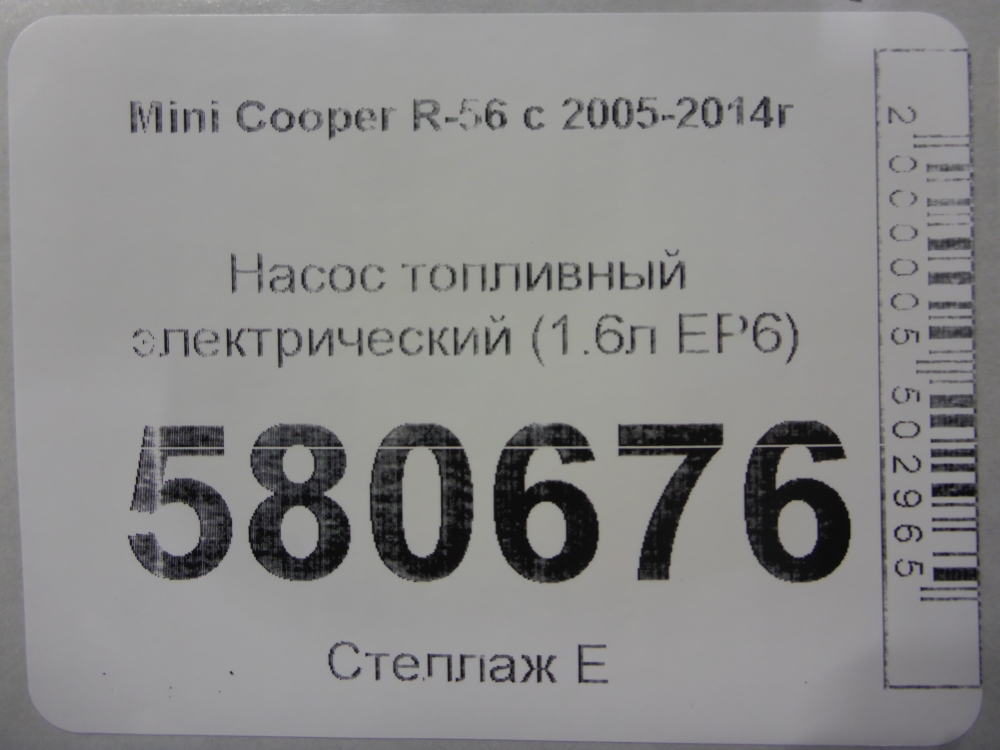 Mini Cooper R-56 с 2005-2014г
Насос топливный
электрический (1.6л EP6)
580676
Стеллаж Е
2000005502965